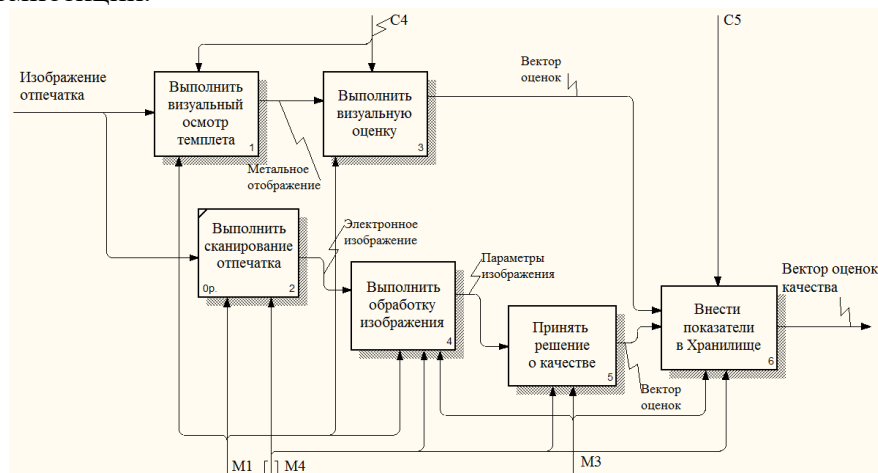 C4
C5
Изображение
отпечатка
Выполнить
визуальный
осмотр
темплета
1
Выполнить
визуальную
оценку
3
Вектор
оценок
Метальное
отображение
Выполнить
сканирование
отпечатка
0р.
2
Электронное
изображение
Выполнить
обработку
изображения
4
Параметры
изображения
Принять
решение
о качестве
5
Вектор
оценок
Внести
показатели
в Хранилище
6
Вектор оценок
качества
M1
M4
M3